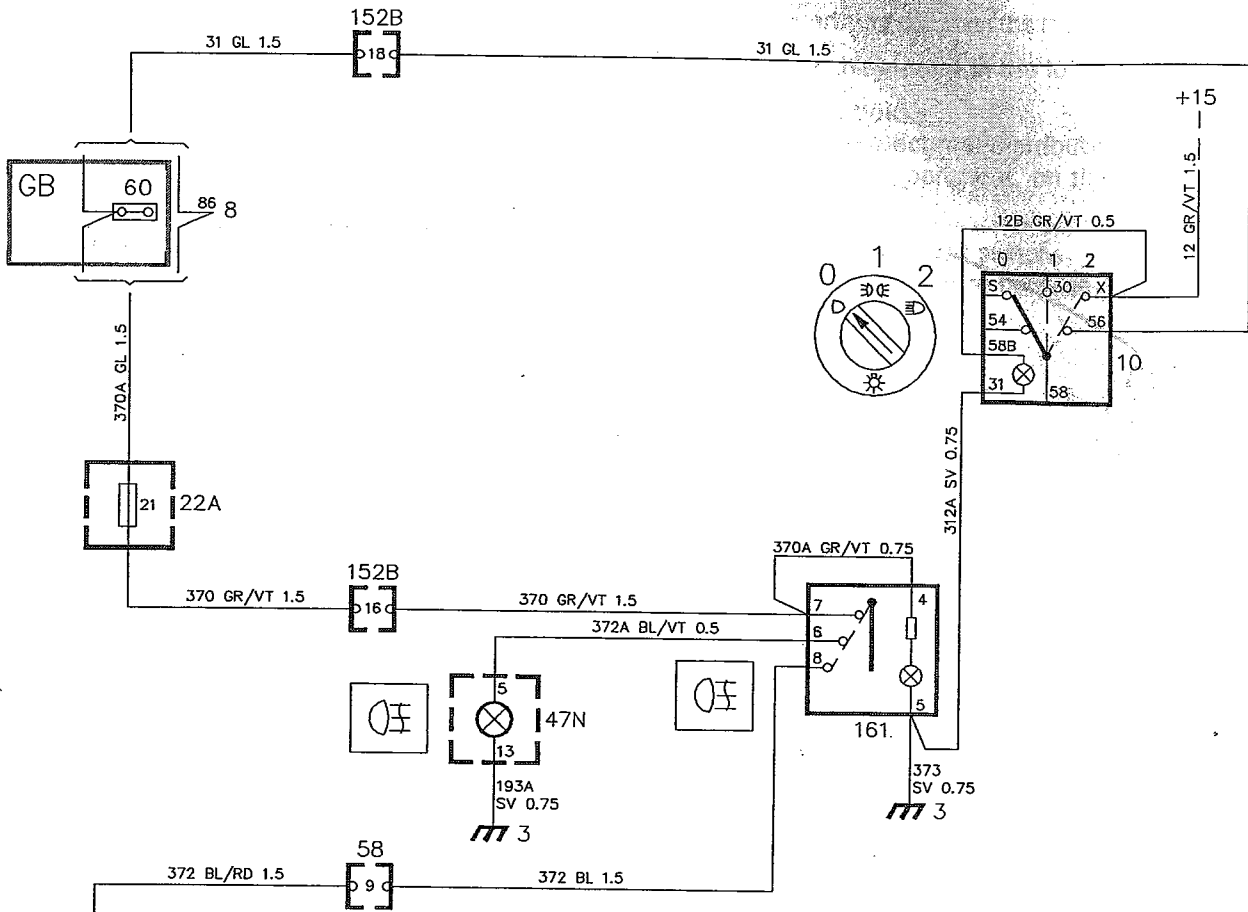 152B
31 GL 1.5
18
31 GL 1.5
+15
GB
60
86 8
12 GR/VT 1.5
12B GR/VT 0.5
0 1 2
0 1 2
S
30
X
54
56
58B
10
31
58
370A GL 1.5
21
22A
312A SV 0.75
370A GR/VT 0.75
152B
370 GR/VT 1.5
16
370 GR/VT 1.5
7
4
372A BL/VT 0.5
6
8
5
5
47N
161.
13
193A
SV 0.75
373
SV 0.75
3
3
58
372 BL/RD 1.5
9
372 BL 1.5